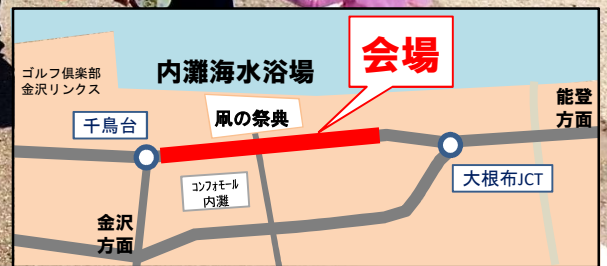 ゴルフ倶楽部
金沢リンクス
内灘海水浴場
会場
能登
方面
凧の祭典
千鳥台
大根布JCT
コンフォモール
内灘
金沢
方面